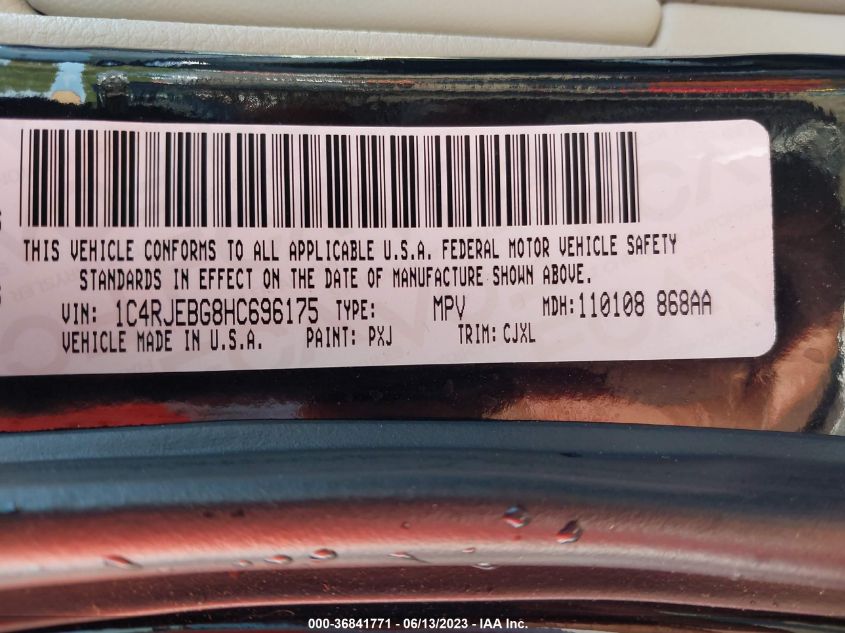 THIS VEHICLE CONFORMS TO ALL APPLICABLE U.S.A. FEDERAL MOTOR VEHICLE SAFETY
STANDARDS IN EFFECT ON THE DATE OF MANUFACTURE SHOWN ABOVE.
VIN: 1C4RJEBG8HC696175 TYPE: MPV MDH:110108 868AA
VEHICLE MADE IN U.S.A. PAINT: PXJ TRIM: CJXL
000-36841771 - 06/13/2023 - IAA Inc.